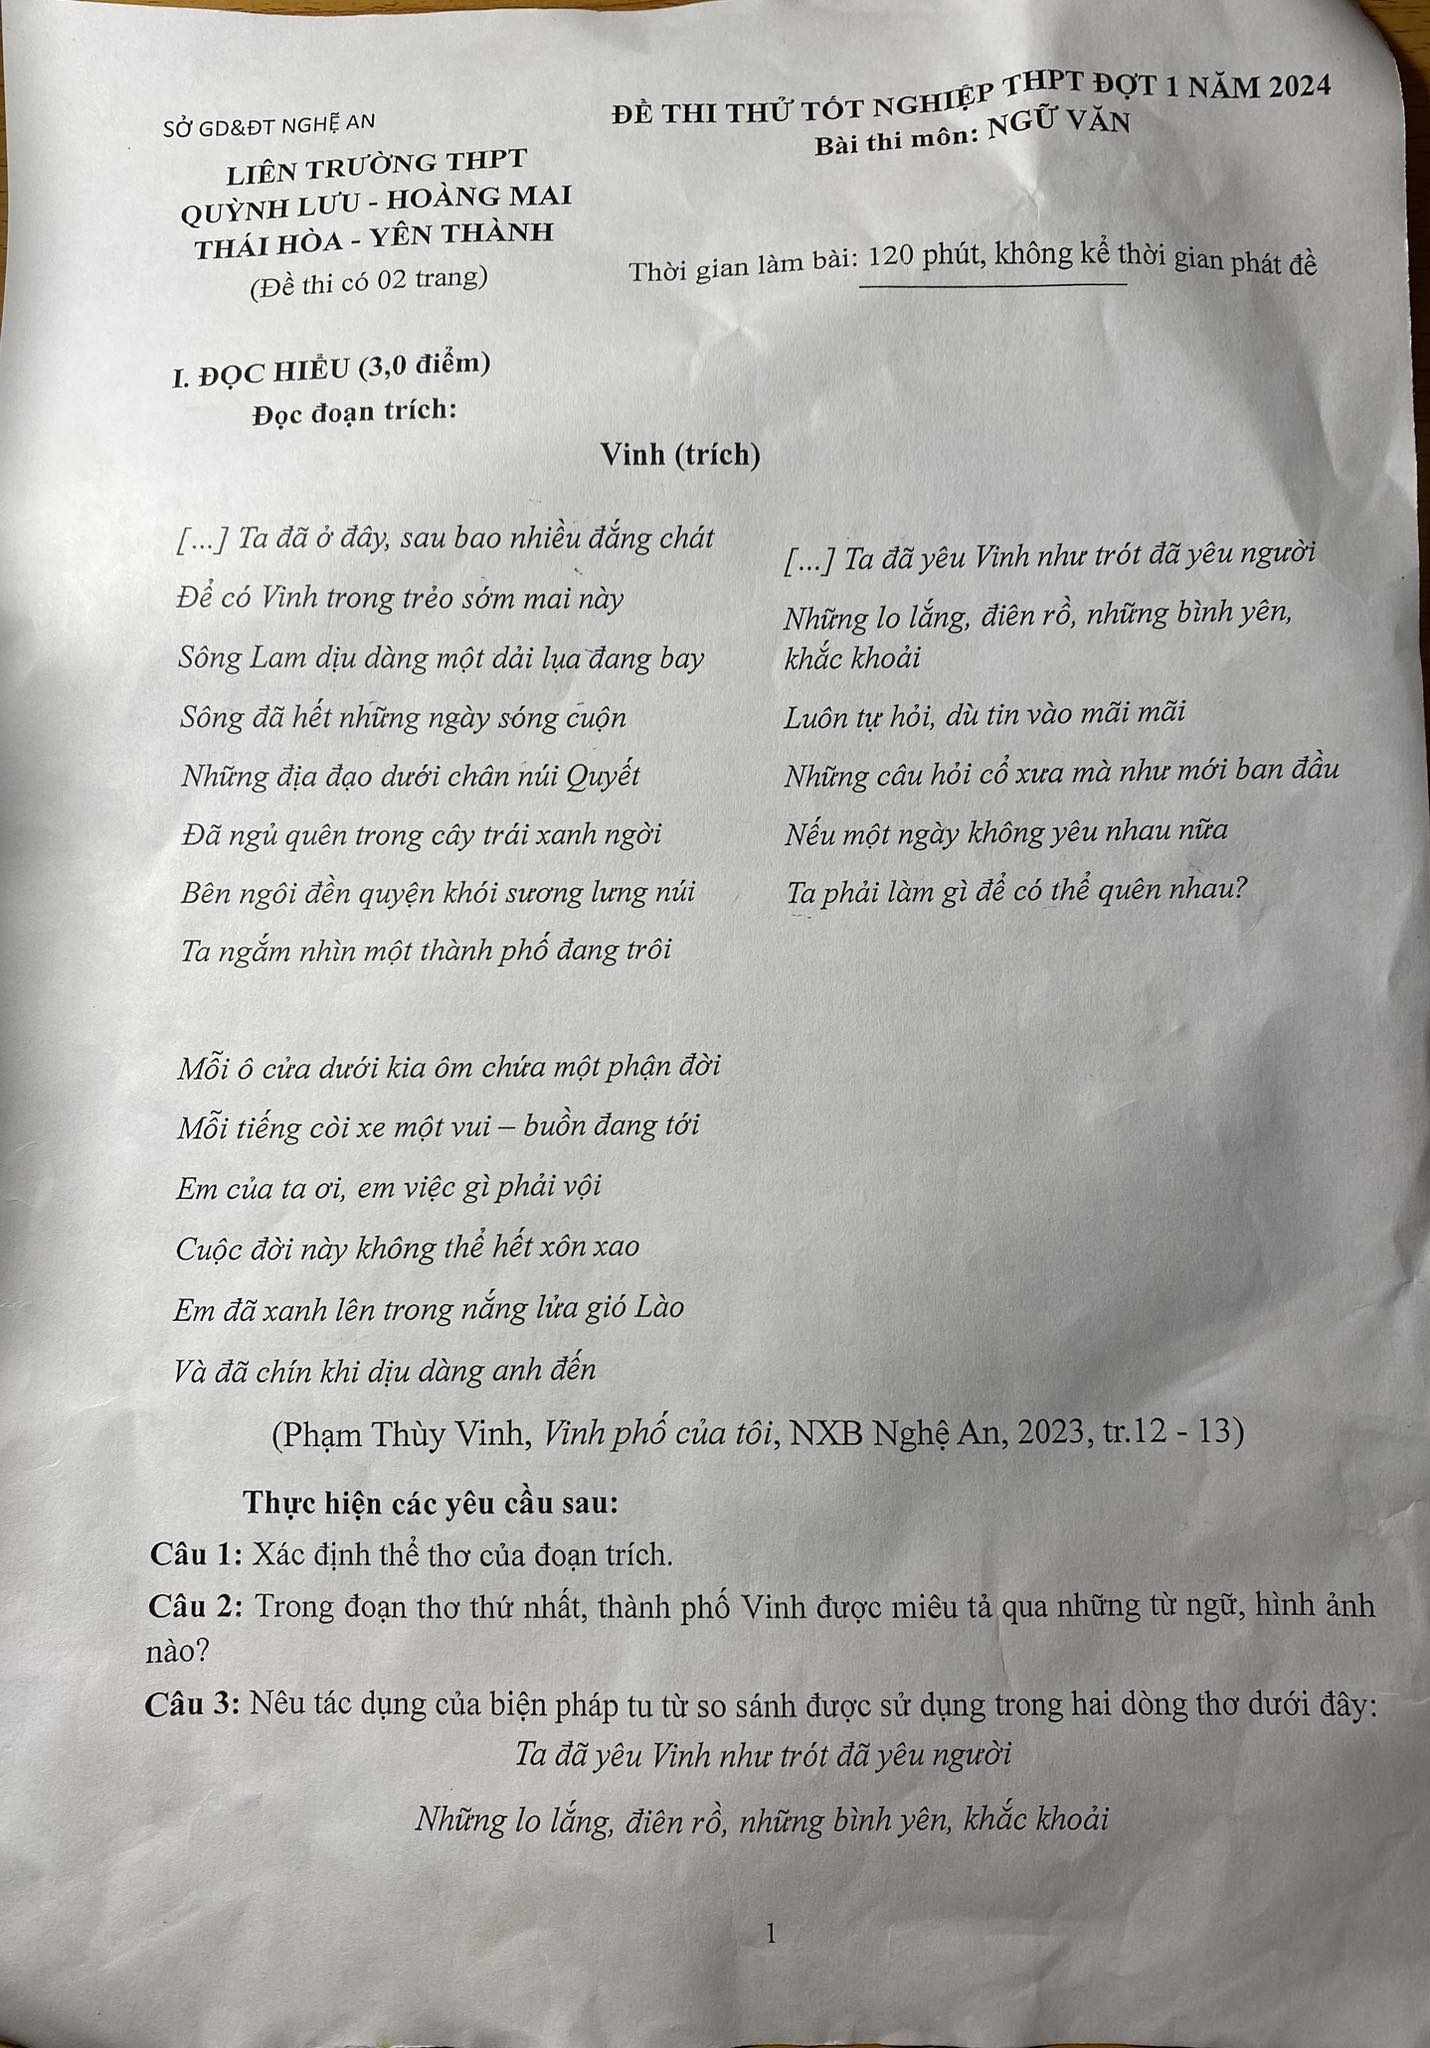 SỞ GD&ĐT NGHỆ AN
LIÊN TRƯỜNG THPT
QUỲNH LƯU - HOÀNG MAI
THÁI HÒA - YÊN THÀNH
(Đề thi có 02 trang)
ĐỀ THI THỬ TỐT NGHIỆP THPT ĐỢT 1 NĂM 2024
Bài thi môn: NGỮ VĂN
Thời gian làm bài: 120 phút, không kể thời gian phát đề
I. ĐỌC HIỂU (3,0 điểm)
Đọc đoạn trích:
Vinh (trích)
[...] Ta đã ở đây, sau bao nhiều đắng chát
Để có Vinh trong trẻo sớm mai này
Sông Lam dịu dàng một dải lụa đang bay
Sông đã hết những ngày sóng cuộn
Những địa đạo dưới chân núi Quyết
Đã ngủ quên trong cây trái xanh ngời
Bên ngôi đền quyện khói sương lưng núi
Ta ngắm nhìn một thành phố đang trôi
Mỗi ô cửa dưới kia ôm chứa một phận đời
Mỗi tiếng còi xe một vui – buồn đang tới
Em của ta ơi, em việc gì phải vội
Cuộc đời này không thể hết xôn xao
Em đã xanh lên trong nắng lửa gió Lào
Và đã chín khi dịu dàng anh đến
[...] Ta đã yêu Vinh như trót đã yêu người
Những lo lắng, điên rồ, những bình yên,
khắc khoải
Luôn tự hỏi, dù tin vào mãi mãi
Những câu hỏi cổ xưa mà như mới ban đầu
Nếu một ngày không yêu nhau nữa
Ta phải làm gì để có thể quên nhau?
(Phạm Thùy Vinh, Vinh phố của tôi, NXB Nghệ An, 2023, tr.12 - 13)
Thực hiện các yêu cầu sau:
Câu 1: Xác định thể thơ của đoạn trích.
Câu 2: Trong đoạn thơ thứ nhất, thành phố Vinh được miêu tả qua những từ ngữ, hình ảnh
nào?
Câu 3: Nêu tác dụng của biện pháp tu từ so sánh được sử dụng trong hai dòng thơ dưới đây:
Ta đã yêu Vinh như trót đã yêu người
Những lo lắng, điên rồ, những bình yên, khắc khoải
1